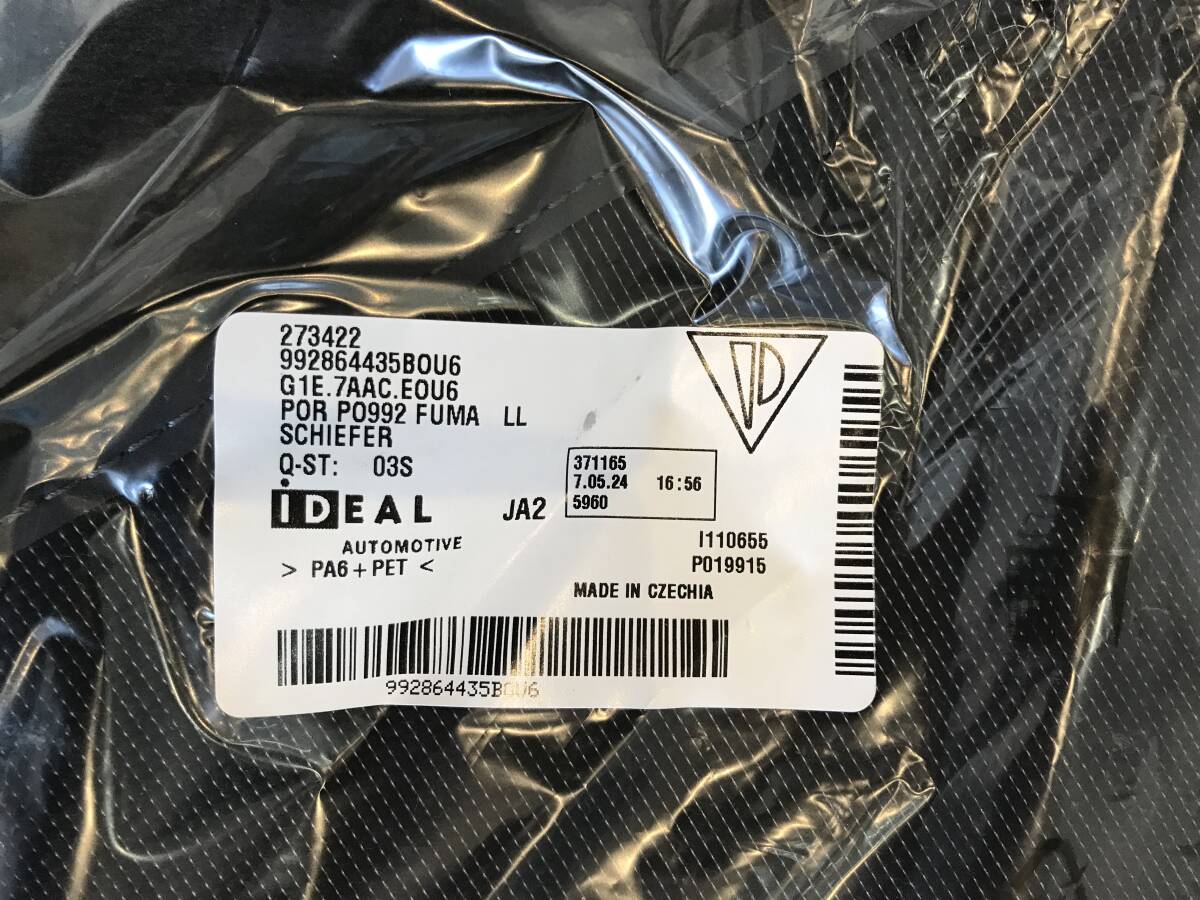 273422
992864435BOU6
G1E.7AAC.EOU6
POR PO992 FUMA LL
SCHIEFER
Q-ST: 03S
371165
7.05.24 16:56
5960
IDEAL
AUTOMOTIVE
JA2
> PA6+PET <
I110655
P019915
MADE IN CZECHIA
992864435BOU6